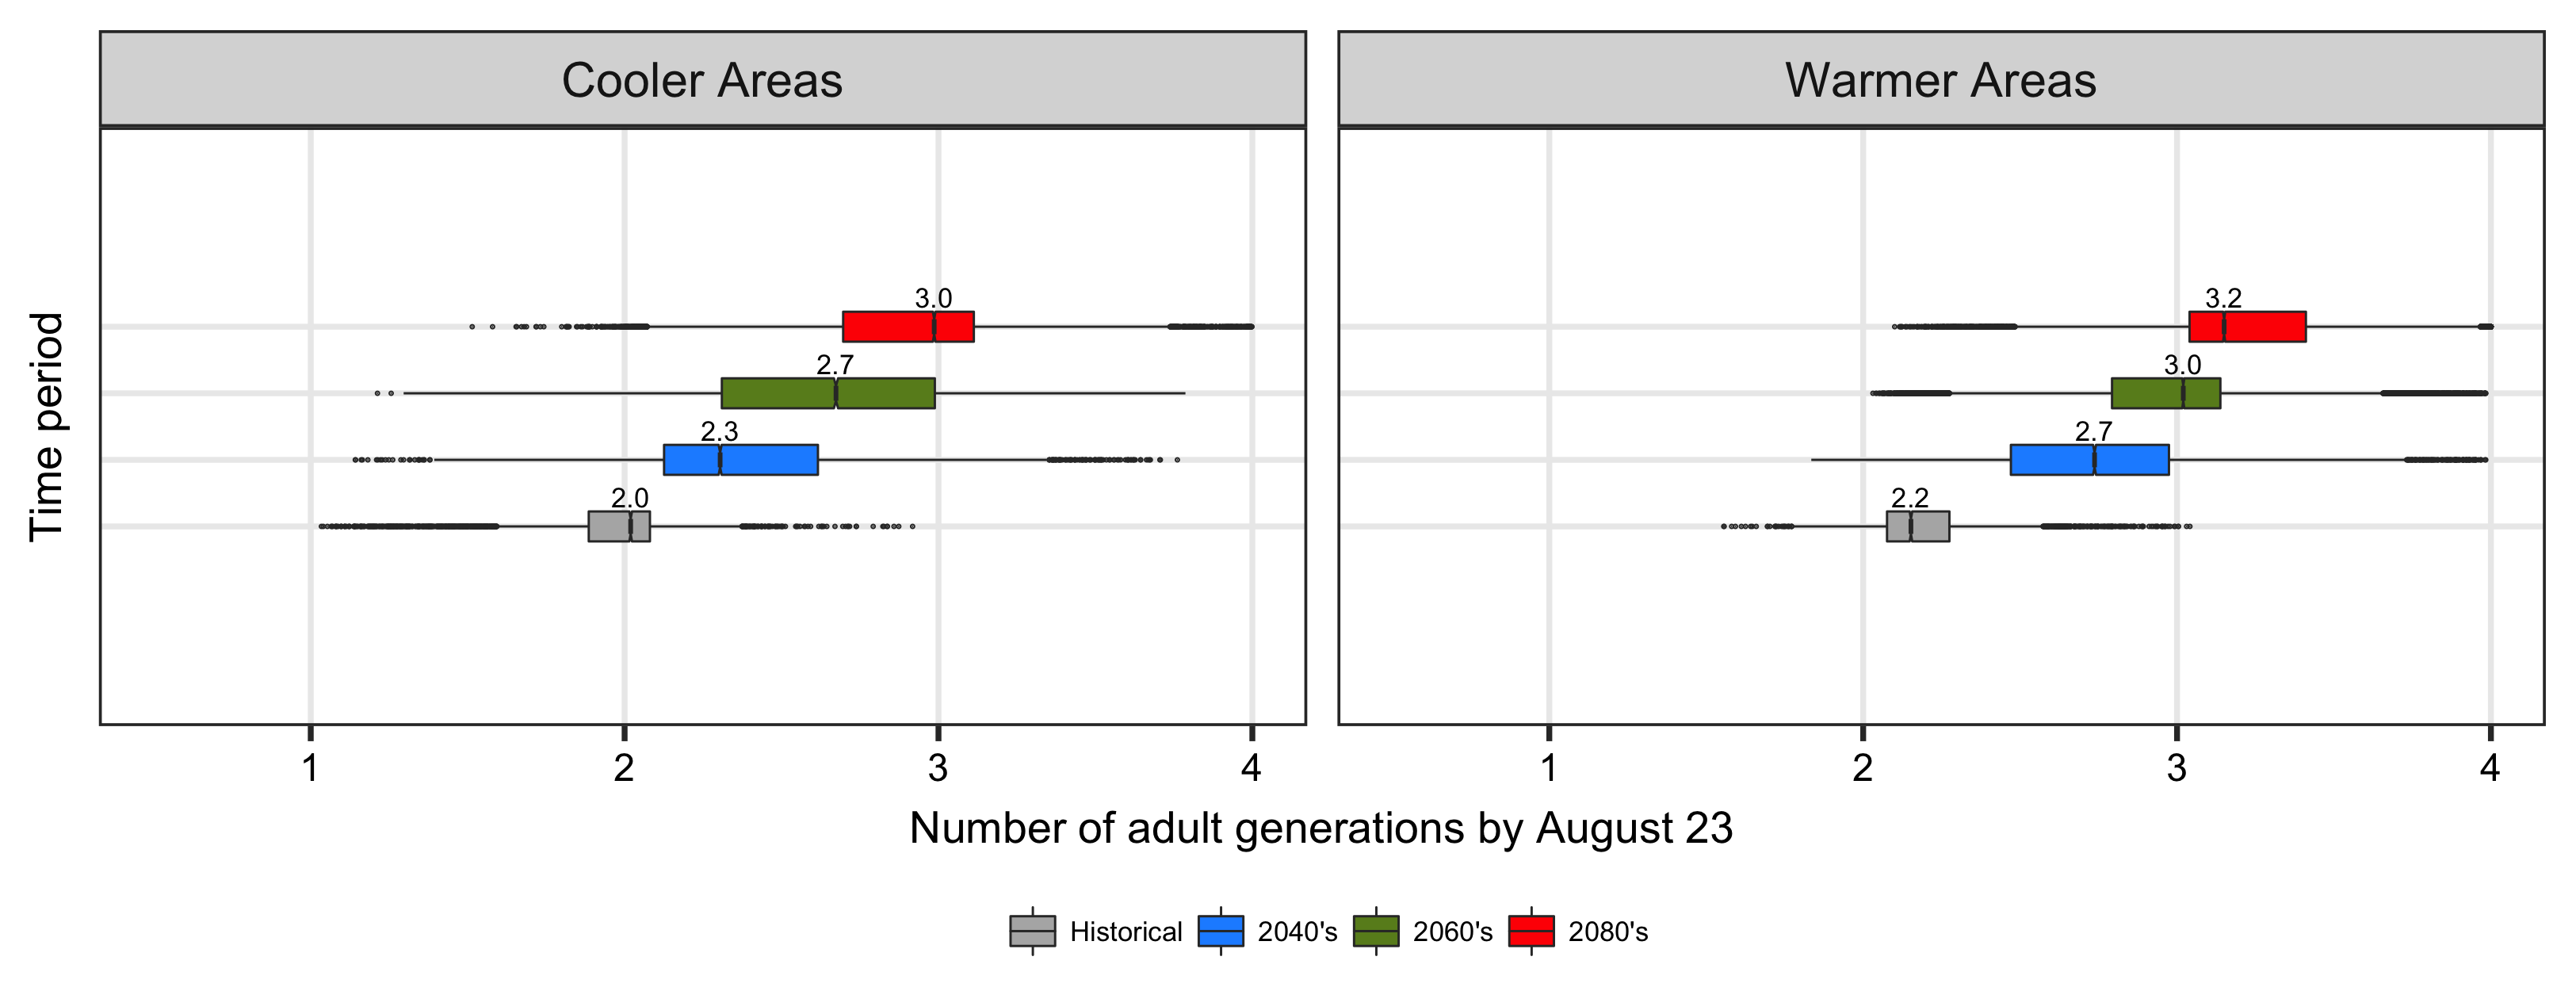 Cooler Areas
Warmer Areas
Time period
3.0
2.7
2.3
2.0
3.2
3.0
2.7
2.2
1 2 3 4
1 2 3 4
Number of adult generations by August 23
Historical 2040's 2060's 2080's